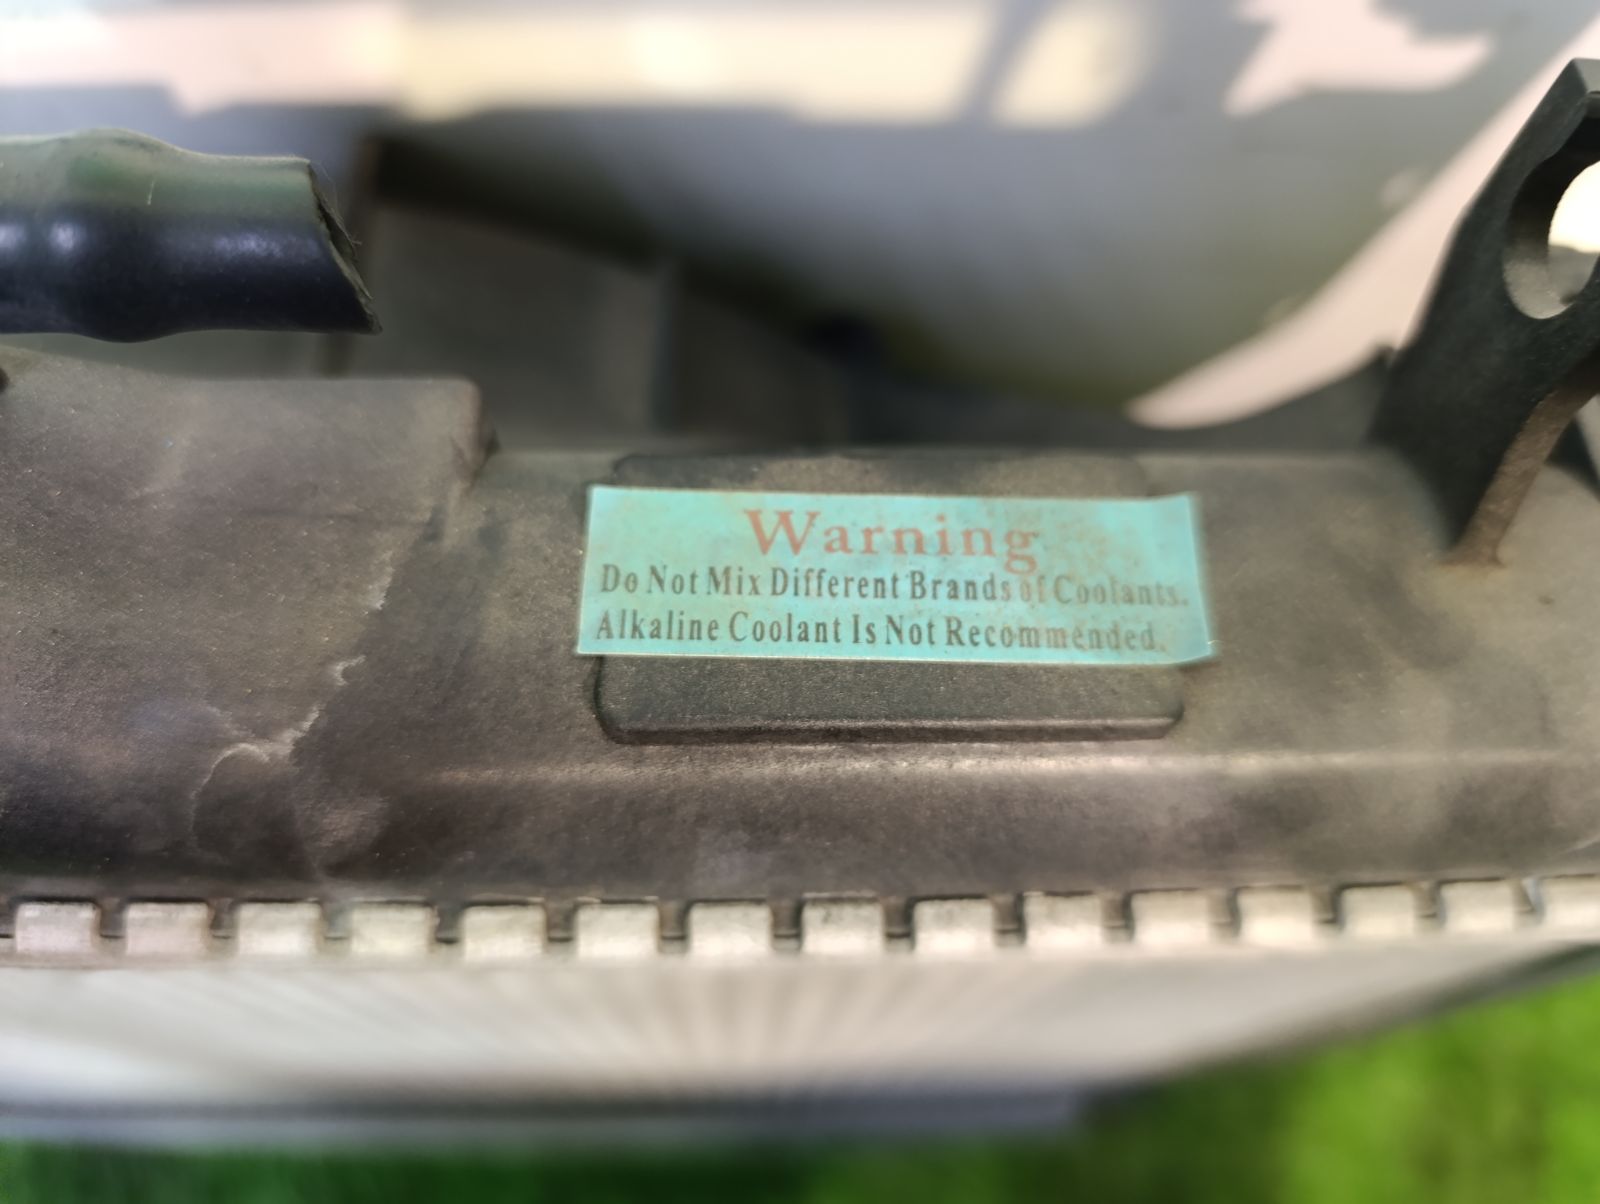 Warning
Do Not Mix Different Brands of Coolants.
Alkaline Coolant Is Not Recommended.